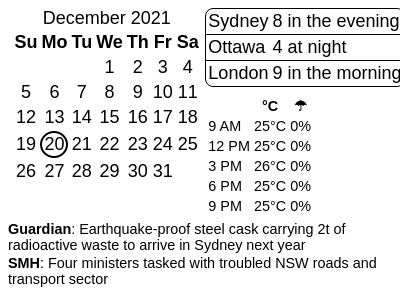 December 2021
Su Mo Tu We Th Fr Sa
1 2 3 4
5 6 7 8 9 10 11
12 13 14 15 16 17 18
19 20 21 22 23 24 25
26 27 28 29 30 31
Sydney 8 in the evening
Ottawa 4 at night
London 9 in the morning
°C ☂
9 AM 25°C 0%
12 PM 25°C 0%
3 PM 26°C 0%
6 PM 25°C 0%
9 PM 25°C 0%
Guardian: Earthquake-proof steel cask carrying 2t of
radioactive waste to arrive in Sydney next year
SMH: Four ministers tasked with troubled NSW roads and
transport sector